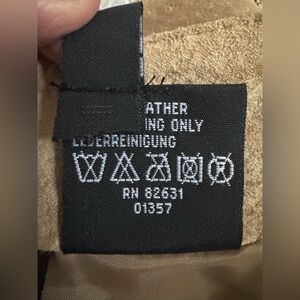 ATHER
ING ONLY
LEDERREINIGUNG
RN 82631
01357